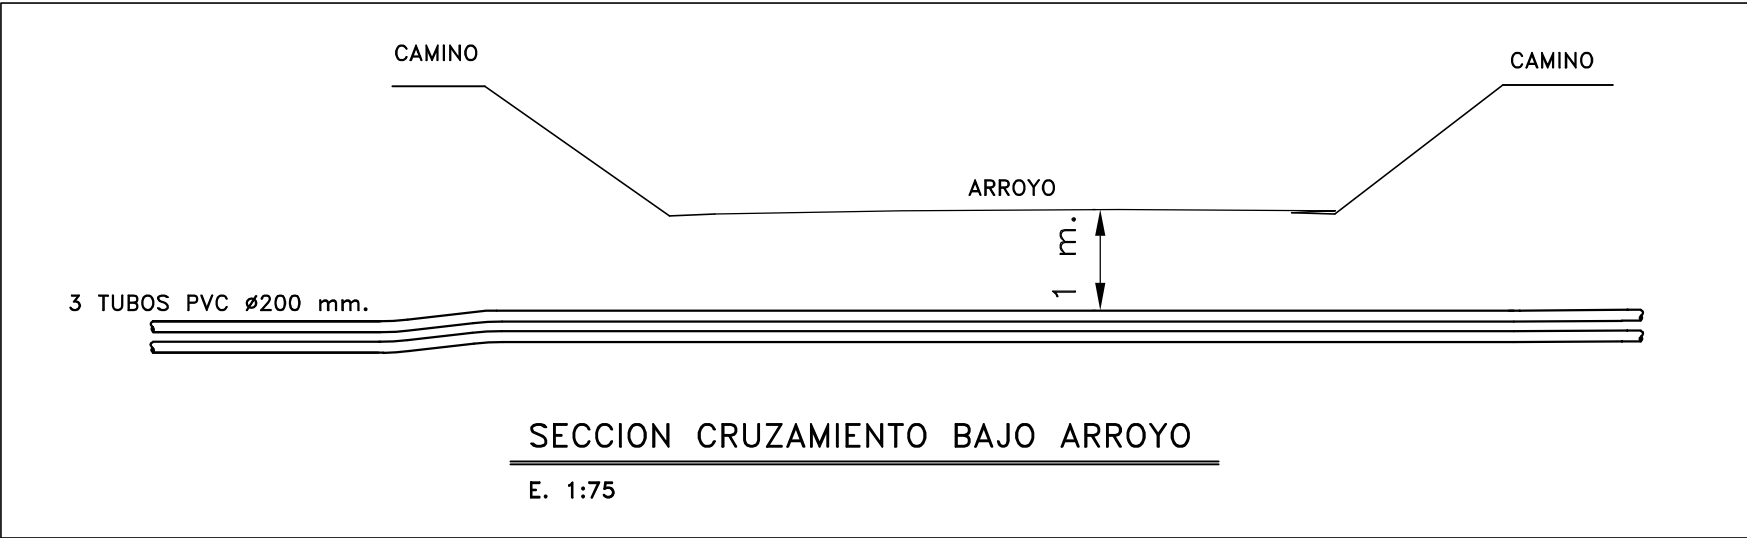 CAMINO
CAMINO
ARROYO
1 m.
3 TUBOS PVC ø200 mm.
SECCION CRUZAMIENTO BAJO ARROYO
E. 1:75